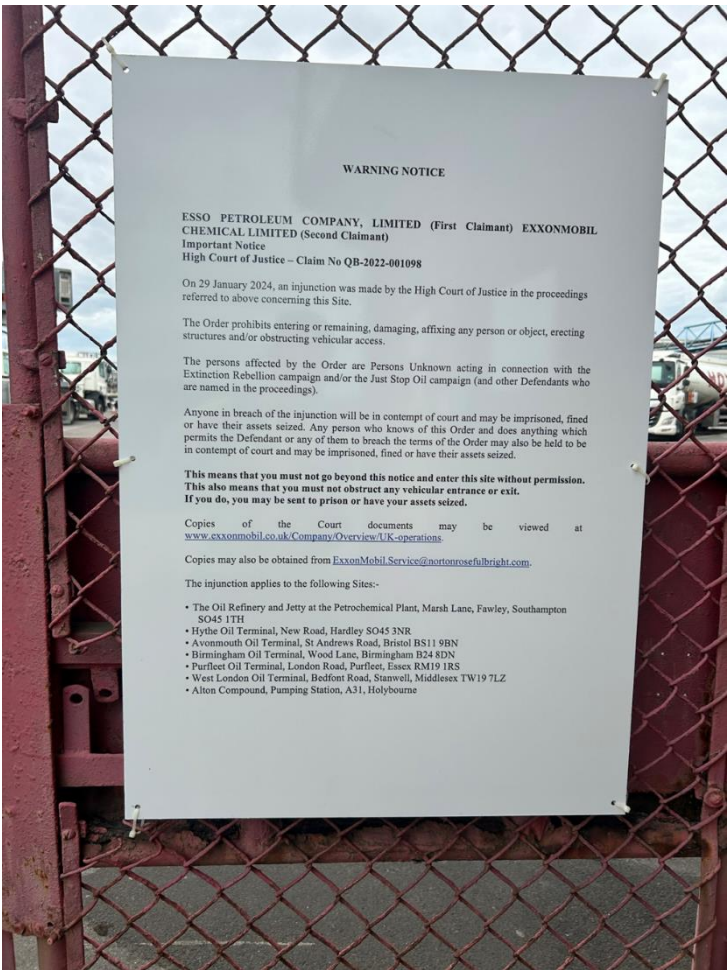 WARNING NOTICE
ESSO PETROLEUM COMPANY, LIMITED (First Claimant) EXXONMOBIL
CHEMICAL LIMITED (Second Claimant)
Important Notice
High Court of Justice – Claim No QB-2022-001098
On 29 January 2024, an injunction was made by the High Court of Justice in the proceedings
referred to above concerning this Site.
The Order prohibits entering or remaining, damaging, affixing any person or object, erecting
structures and/or obstructing vehicular access.
The persons affected by the Order are Persons Unknown acting in connection with the
Extinction Rebellion campaign and/or the Just Stop Oil campaign (and other Defendants who
are named in the proceedings).
Anyone in breach of the injunction will be in contempt of court and may be imprisoned, fined
or have their assets seized. Any person who knows of this Order and does anything which
permits the Defendant or any of them to breach the terms of the Order may also be held to be
in contempt of court and may be imprisoned, fined or have their assets seized.
This means that you must not go beyond this notice and enter this site without permission.
This also means that you must not obstruct any vehicular entrance or exit.
If you do, you may be sent to prison or have your assets seized.
Copies of the Court documents may be viewed at
www.exxonmobil.co.uk/Company/Overview/UK-operations.
Copies may also be obtained from ExxonMobil.Service@nortonrosefulbright.com.
The injunction applies to the following Sites:-
• The Oil Refinery and Jetty at the Petrochemical Plant, Marsh Lane, Fawley, Southampton
SO45 1TH
• Hythe Oil Terminal, New Road, Hardley SO45 3NR
• Avonmouth Oil Terminal, St Andrews Road, Bristol BS11 9BN
• Birmingham Oil Terminal, Wood Lane, Birmingham B24 8DN
• Purfleet Oil Terminal, London Road, Purfleet, Essex RM19 1RS
• West London Oil Terminal, Bedfont Road, Stanwell, Middlesex TW19 7LZ
• Alton Compound, Pumping Station, A31, Holybourne